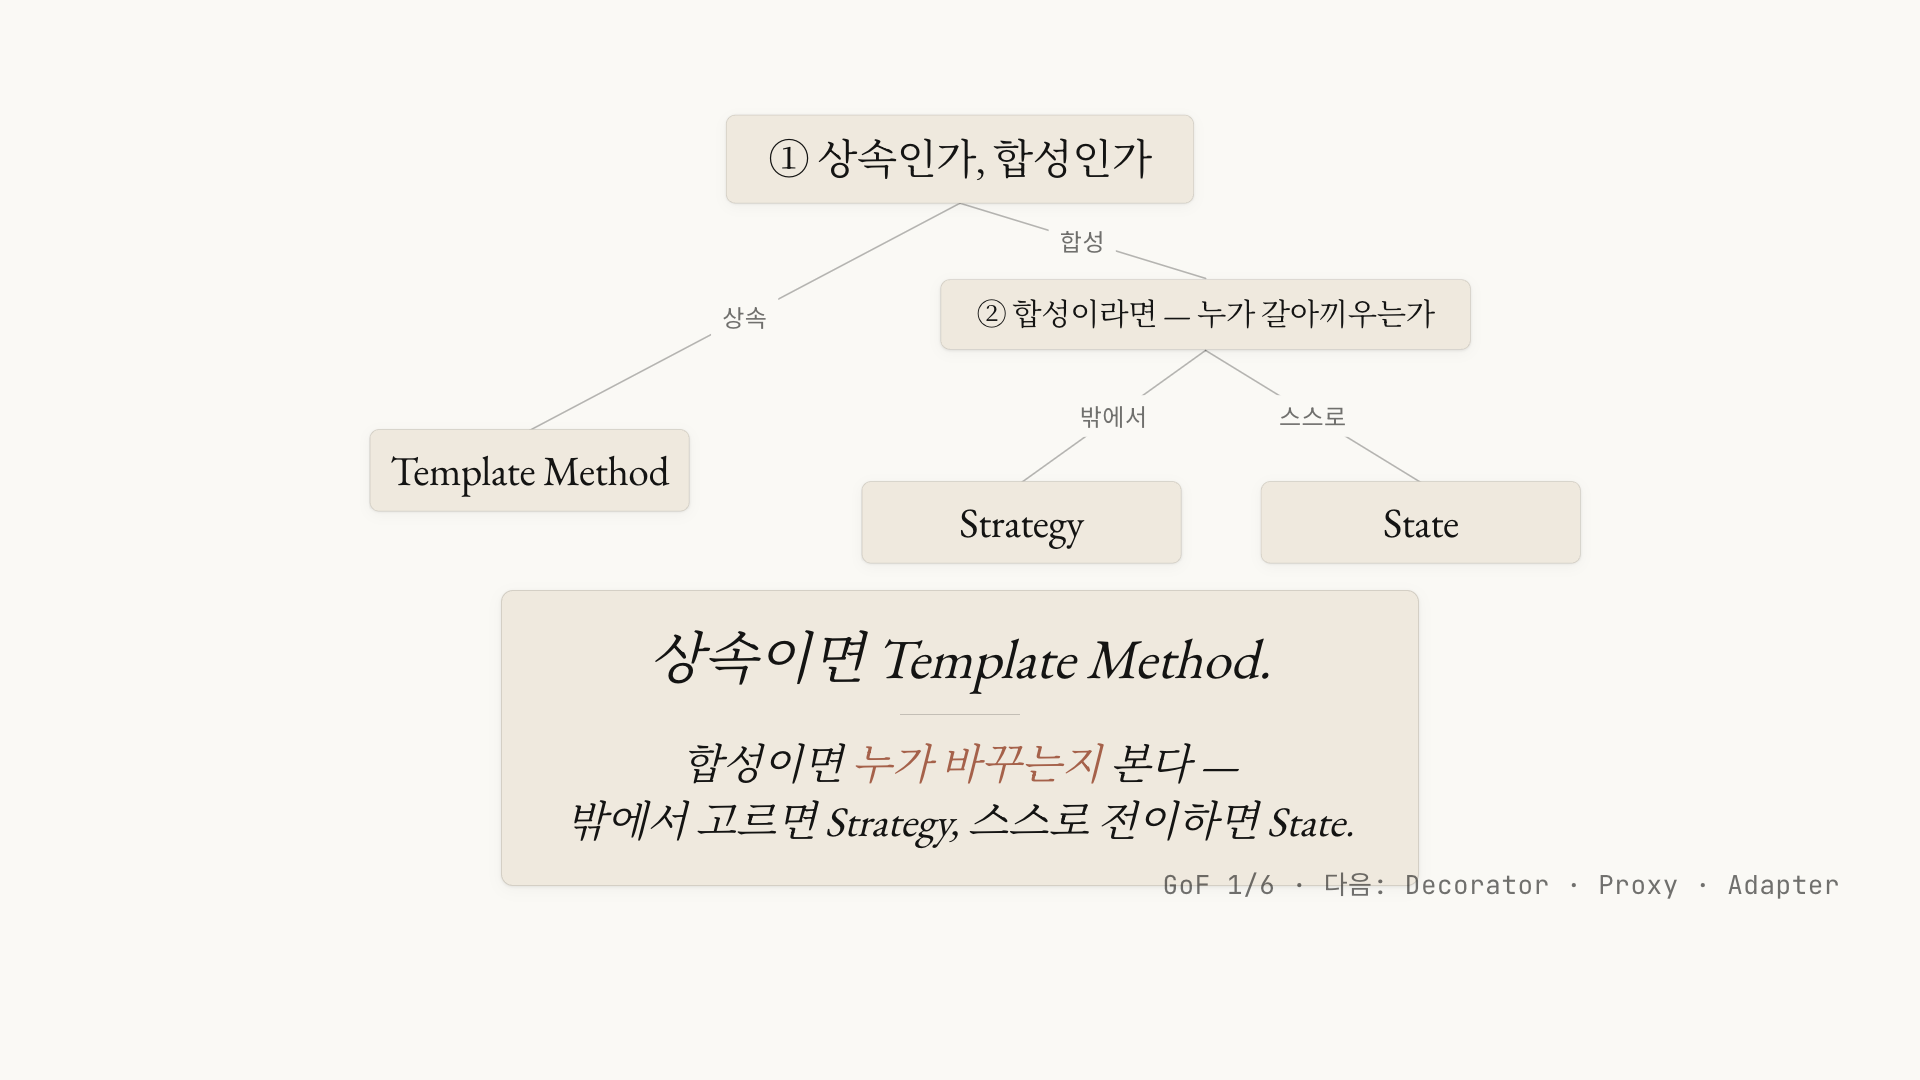 ① 상속인가, 합성인가
합성
상속
② 합성이라면 — 누가 갈아끼우는가
밖에서
스스로
Template Method
Strategy
State
상속이면 Template Method.
합성이면 누가 바꾸는지 본다 —
밖에서 고르면 Strategy, 스스로 전이하면 State.
GoF 1/6 · 다음: Decorator · Proxy · Adapter